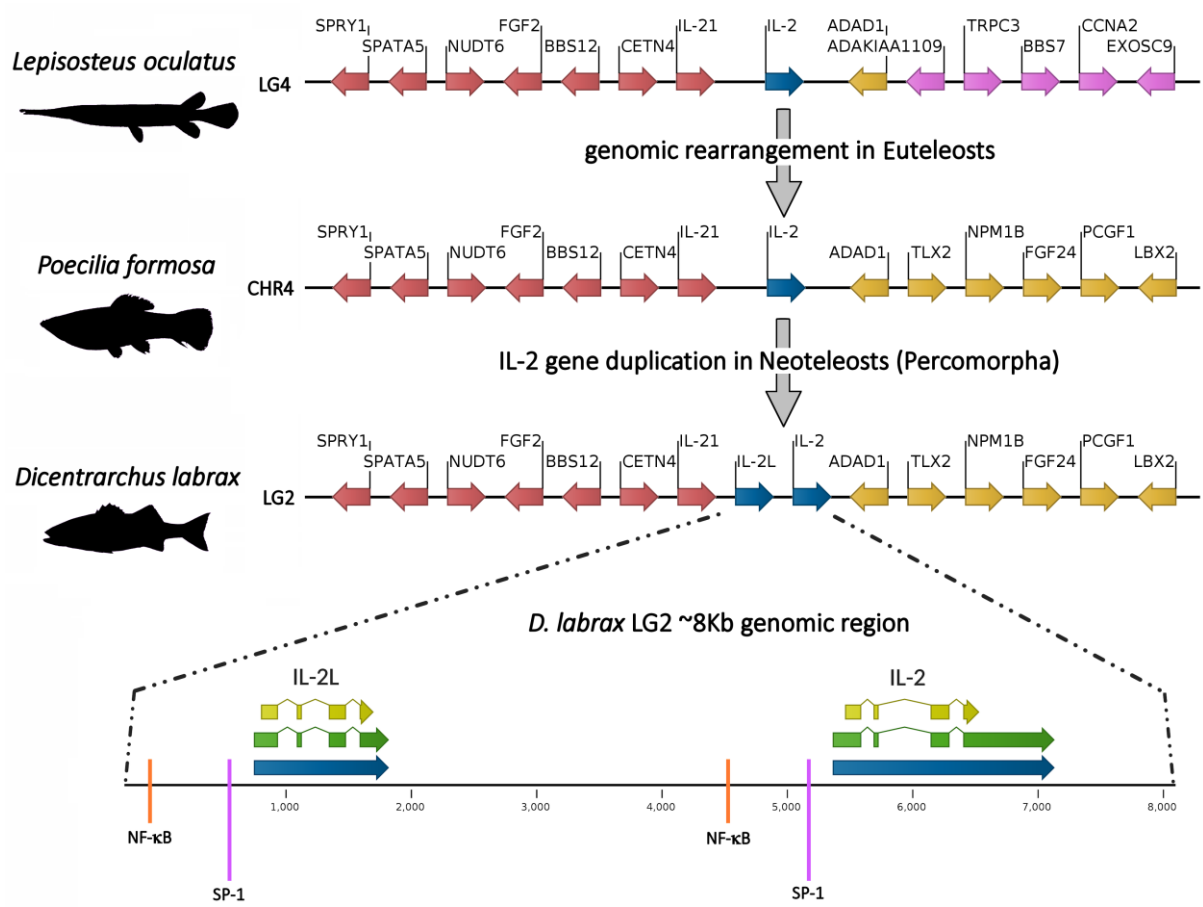 SPRY1 FGF2 IL-21 IL-2 ADAD1 TRPC3 CCNA2
SPATA5 NUDT6 BBS12 CETN4 ADAKIAA1109 BBS7 EXOSC9
Lepisosteus oculatus
LG4
genomic rearrangement in Euteleosts
SPRY1 FGF2 IL-21 IL-2 NPM1B PCGF1
SPATA5 NUDT6 BBS12 CETN4 ADAD1 TLX2 FGF24 LBX2
Poecilia formosa
CHR4
IL-2 gene duplication in Neoteleosts (Percomorpha)
SPRY1 FGF2 IL-21 IL-2 NPM1B PCGF1
SPATA5 NUDT6 BBS12 CETN4 IL-2L ADAD1 TLX2 FGF24 LBX2
Dicentrarchus labrax
LG2
D. labrax LG2 ~8Kb genomic region
IL-2L IL-2
1,000 2,000 3,000 4,000 5,000 6,000 7,000 8,000
NF-κB NF-κB
SP-1 SP-1